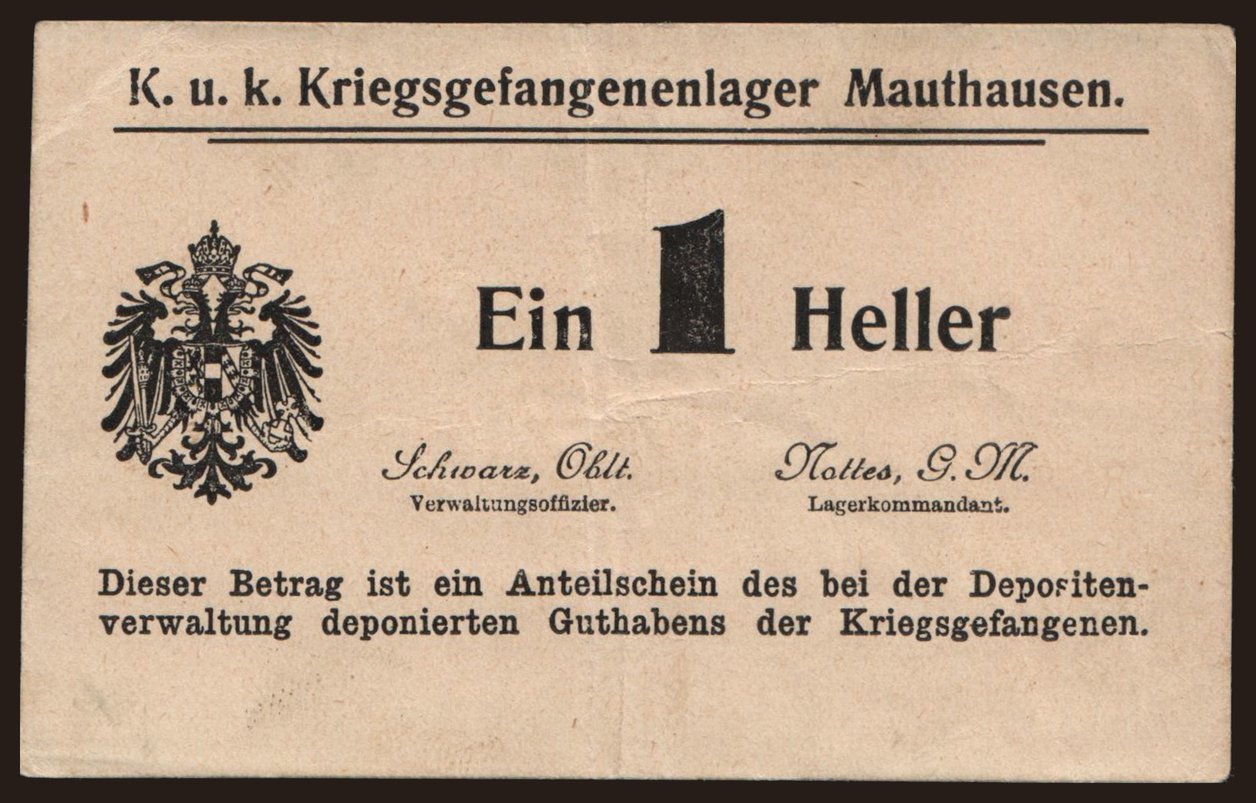 K. u. k. Kriegsgefangenenlager Mauthausen.
Ein 1 Heller
Schwarz, Oblt. Nottes, G. M.
Verwaltungsoffizier. Lagerkommandant.
Dieser Betrag ist ein Anteilschein des bei der Depositen-
verwaltung deponierten Guthabens der Kriegsgefangenen.